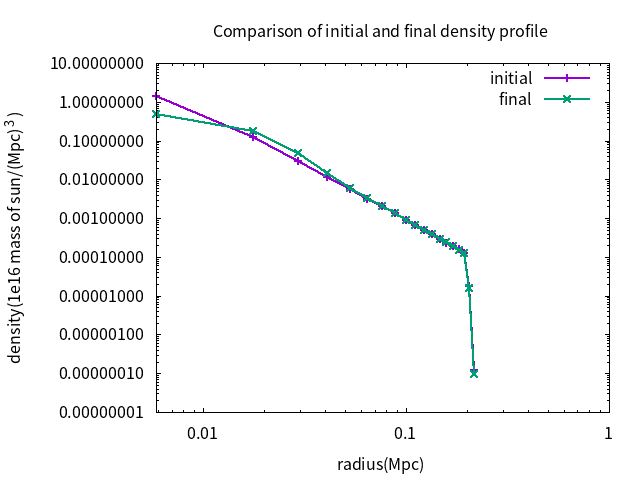 Comparison of initial and final density profile
10.00000000
1.00000000
0.10000000
0.01000000
0.00100000
0.00010000
0.00001000
0.00000100
0.00000010
0.00000001
density(1e16 mass of sun/(Mpc)³)
initial
final
0.01
0.1
1
radius(Mpc)